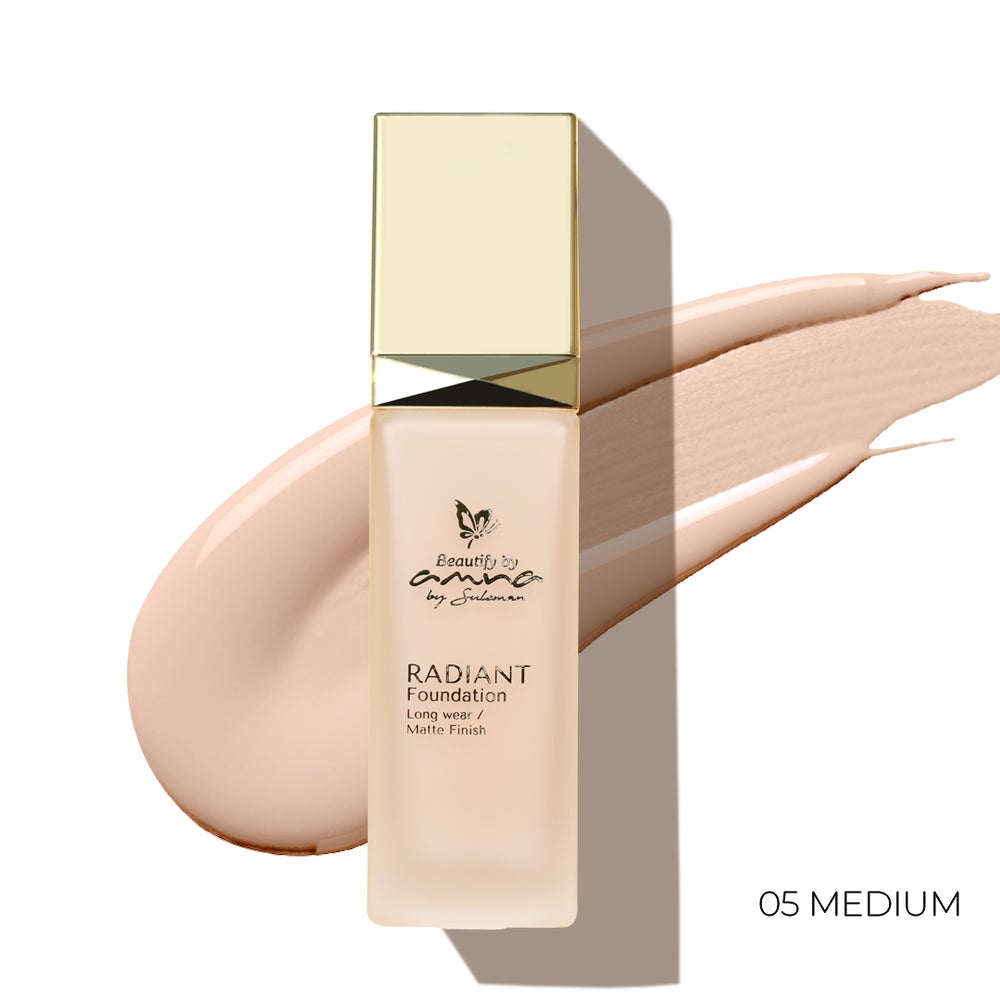 Beautify by
amna
by Suleman
RADIANT
Foundation
Long wear /
Matte Finish
05 MEDIUM